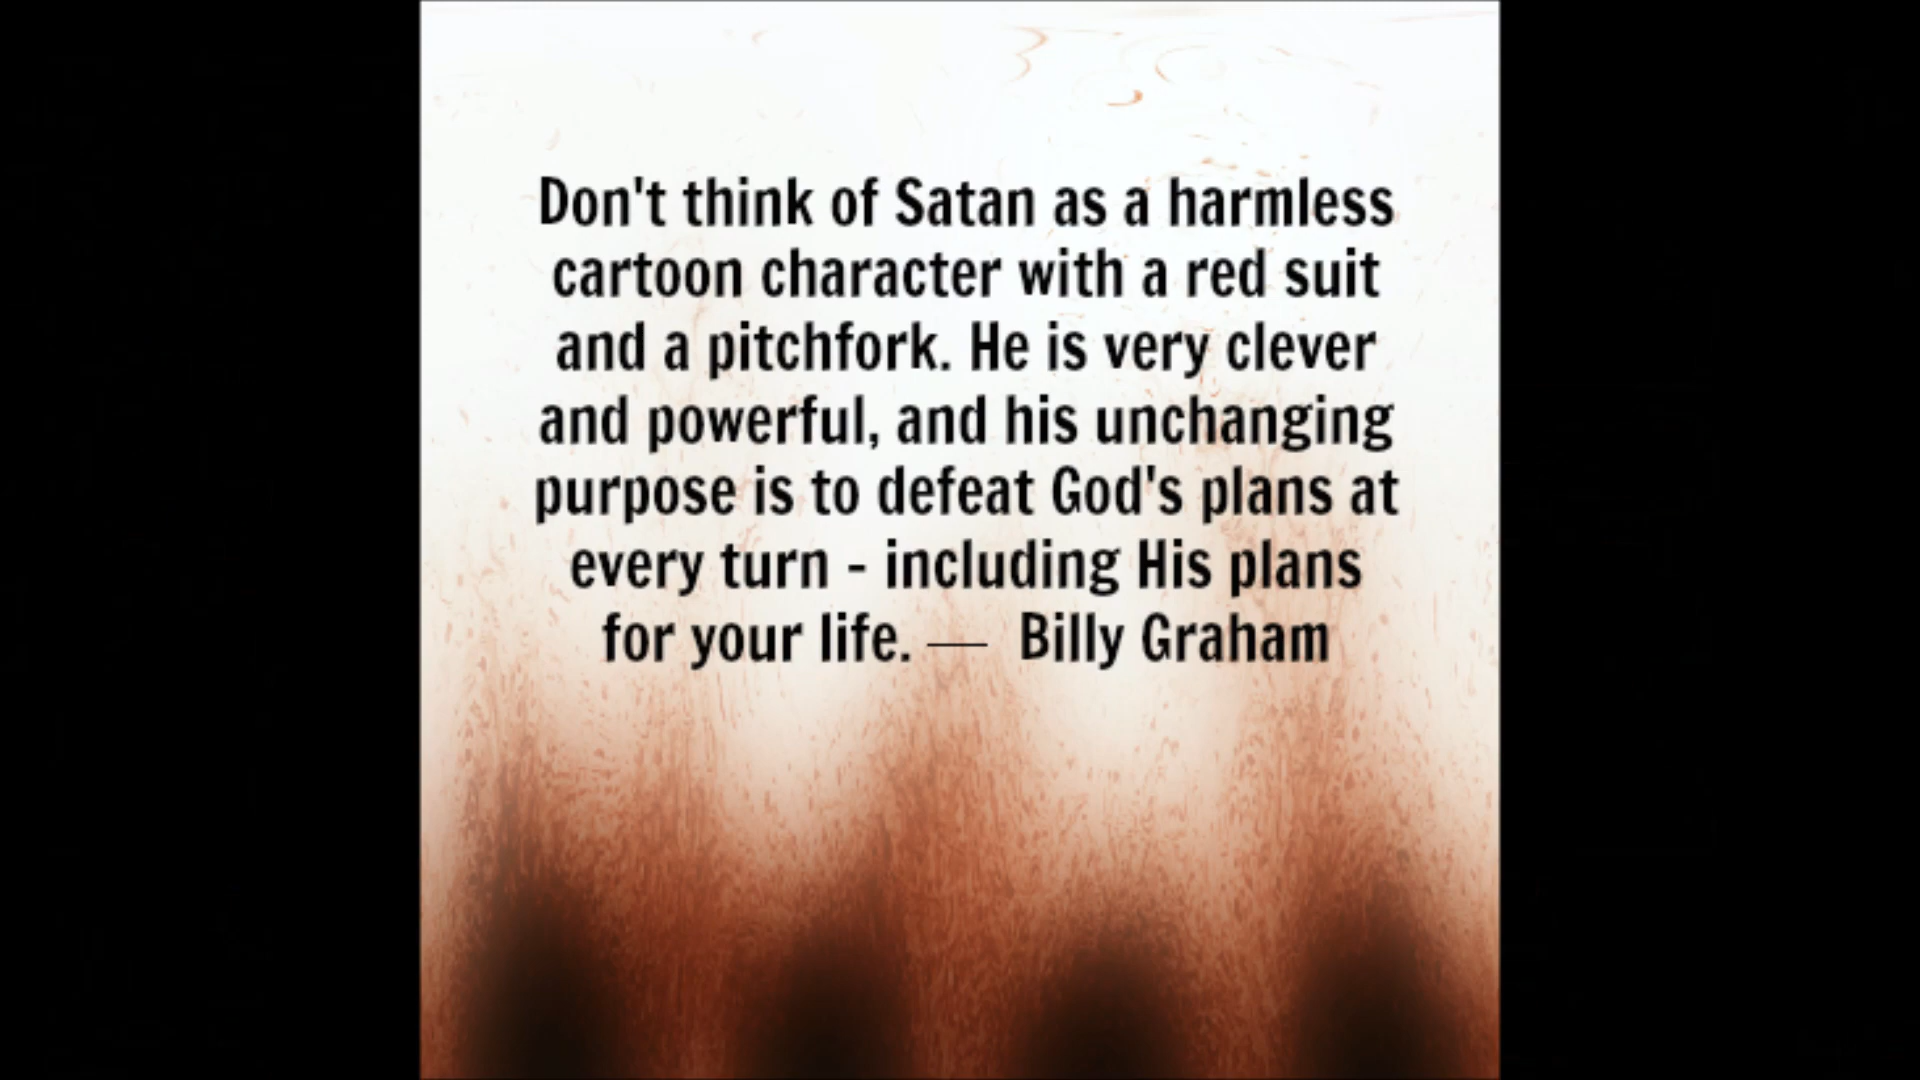 Don't think of Satan as a harmless
cartoon character with a red suit
and a pitchfork. He is very clever
and powerful, and his unchanging
purpose is to defeat God's plans at
every turn - including His plans
for your life. — Billy Graham